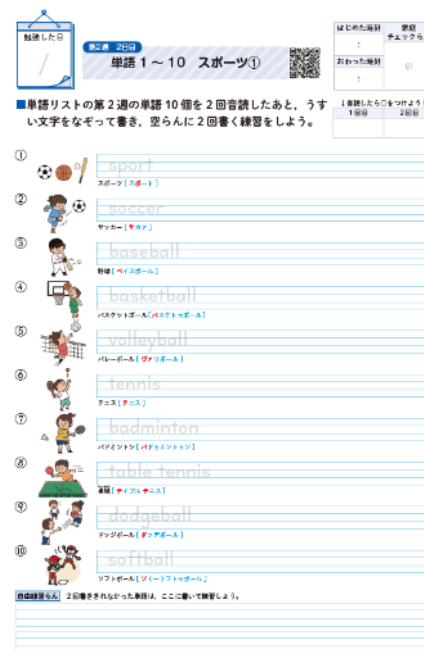 勉強した日
第2週 2日目
単語1～10 スポーツ①
はじめた時刻
:
おわった時刻
:
家庭
チェックらん
■単語リストの第2週の単語10個を2回音読したあと，うす
い文字をなぞって書き，空らんに2回書く練習をしよう。
↓音読したら○をつけよう！
1回目 2回目
① sport
スポーツ［スポート］
② soccer
サッカー［サカァ］
③ baseball
野球［ベイスボール］
④ basketball
バスケットボール［バスケトゥボール］
⑤ volleyball
バレーボール［ヴァリボール］
⑥ tennis
テニス［テニス］
⑦ badminton
バドミントン［バドゥミントゥン］
⑧ table tennis
卓球［テイブル テニス］
⑨ dodgeball
ドッジボール［ダッヂボール］
⑩ softball
ソフトボール［ソ（ー）フトゥボール］
自由練習らん 2回書ききれなかった単語は，ここに書いて練習しよう。